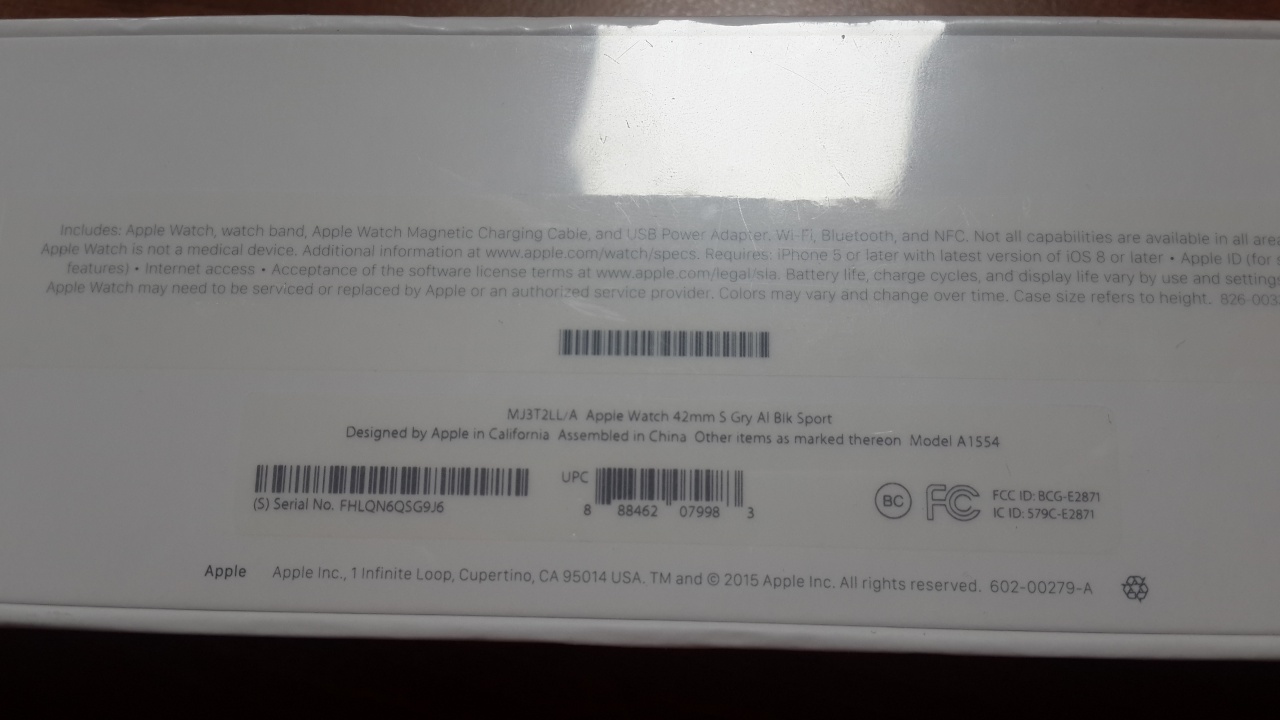 Includes: Apple Watch, watch band, Apple Watch Magnetic Charging Cable, and USB Power Adapter. Wi-Fi, Bluetooth, and NFC. Not all capabilities are available in all
Apple Watch is not a medical device. Additional information at www.apple.com/watch/specs. Requires: iPhone 5 or later with latest version of iOS 8 or later • Apple ID (for
features) • Internet access • Acceptance of the software license terms at www.apple.com/legal/sla. Battery life, charge cycles, and display life vary by use and
Apple Watch may need to be serviced or replaced by Apple or an authorized service provider. Colors may vary and change over time. Case size refers to height.
MJ3T2LL/A Apple Watch 42mm S Gry Al Blk Sport
Designed by Apple in California Assembled in China Other items as marked thereon Model A1554
(S) Serial No. FHLQN6QSG9J6
UPC
8 88462 07998 3
BC FC
FCC ID: BCG-E2871
IC ID: 579C-E2871
Apple Apple Inc., 1 Infinite Loop, Cupertino, CA 95014 USA. TM and © 2015 Apple Inc. All rights reserved. 602-00279-A